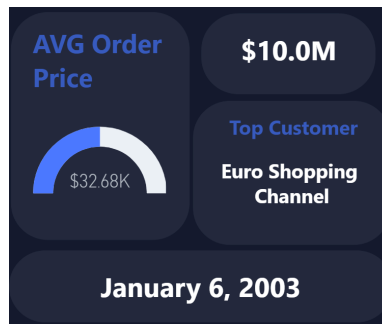 AVG Order
Price
$32.68K
$10.0M
Top Customer
Euro Shopping
Channel
January 6, 2003